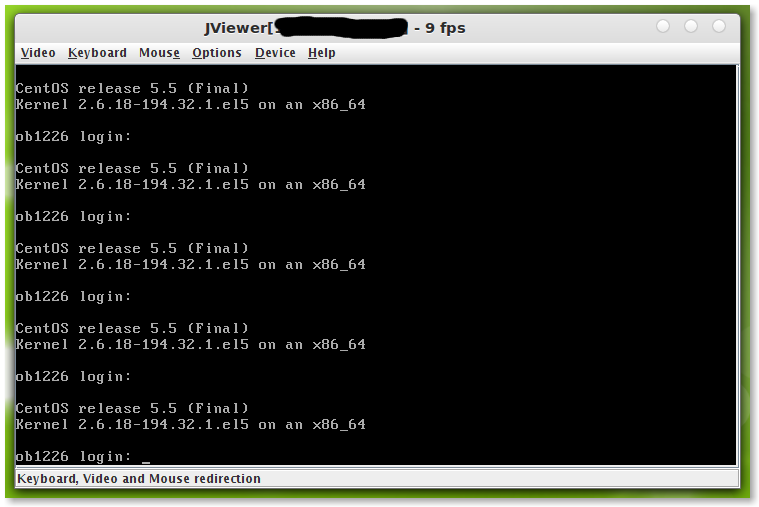 JViewer[ - 9 fps
Video Keyboard Mouse Options Device Help
CentOS release 5.5 (Final)
Kernel 2.6.18-194.32.1.el5 on an x86_64
ob1226 login:
CentOS release 5.5 (Final)
Kernel 2.6.18-194.32.1.el5 on an x86_64
ob1226 login:
CentOS release 5.5 (Final)
Kernel 2.6.18-194.32.1.el5 on an x86_64
ob1226 login:
CentOS release 5.5 (Final)
Kernel 2.6.18-194.32.1.el5 on an x86_64
ob1226 login:
CentOS release 5.5 (Final)
Kernel 2.6.18-194.32.1.el5 on an x86_64
ob1226 login: _
Keyboard, Video and Mouse redirection